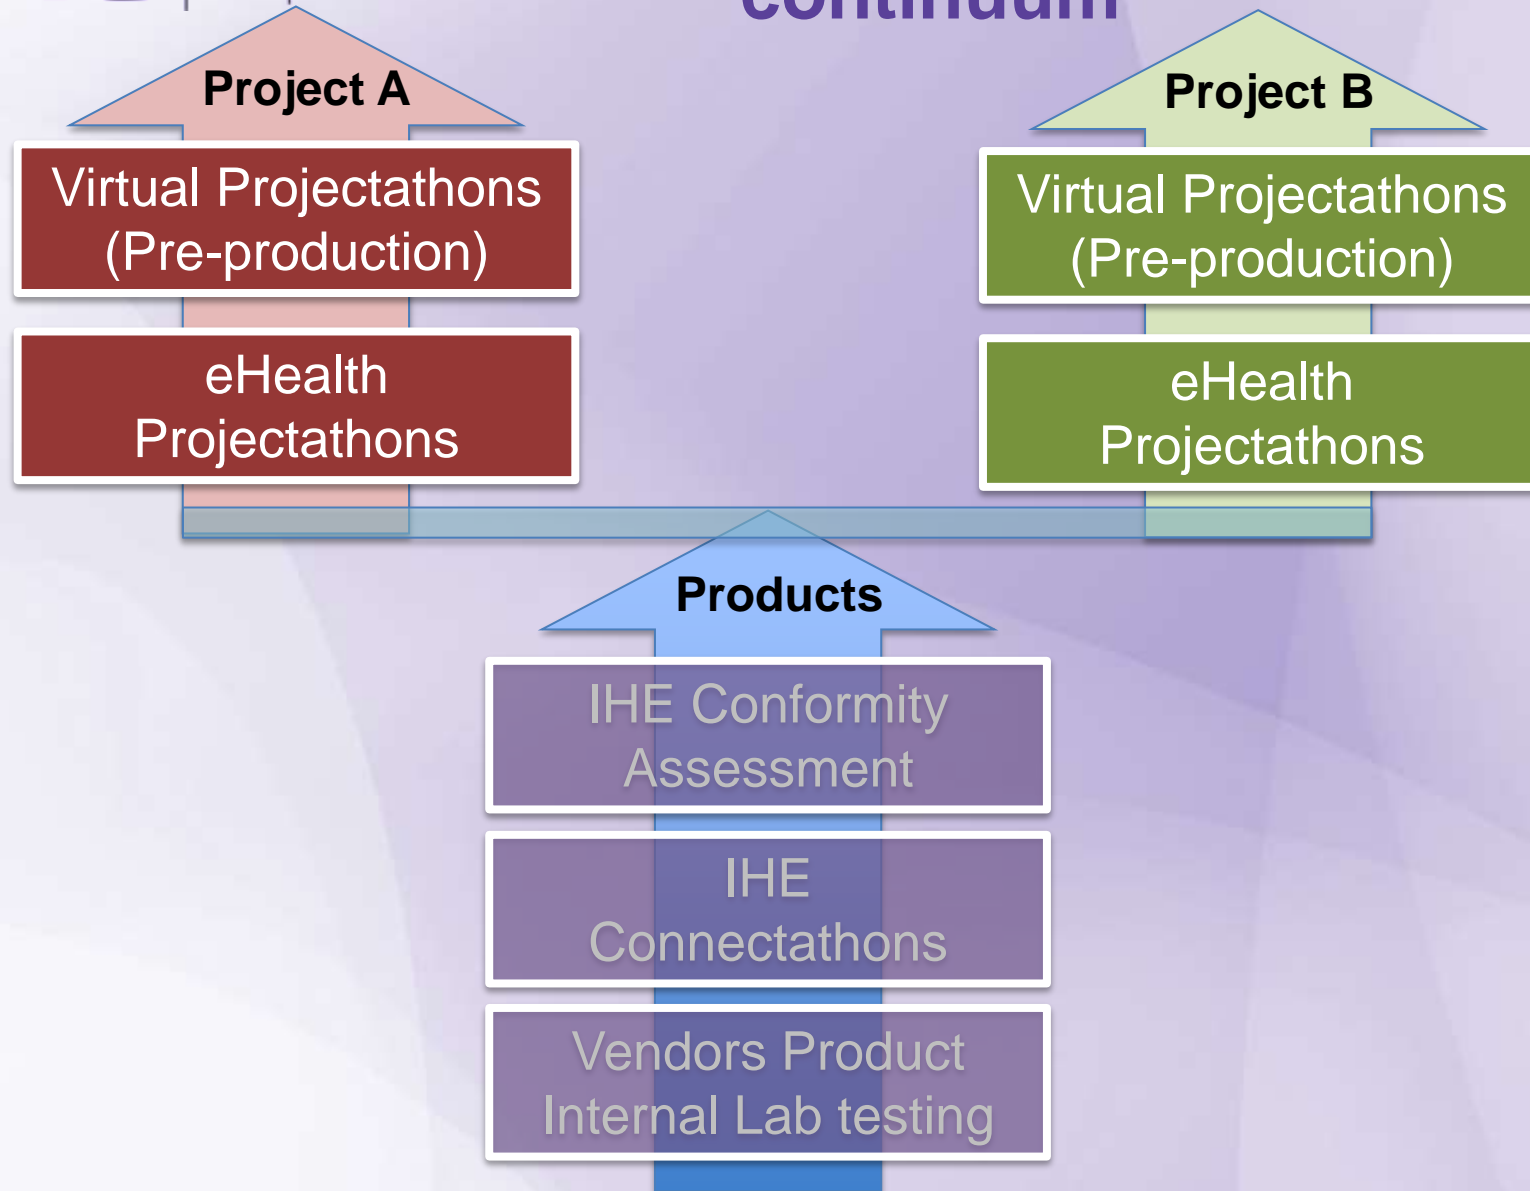 continuum
Project A
Virtual Projectathons
(Pre-production)
eHealth
Projectathons
Project B
Virtual Projectathons
(Pre-production)
eHealth
Projectathons
Products
IHE Conformity
Assessment
IHE
Connectathons
Vendors Product
Internal Lab testing